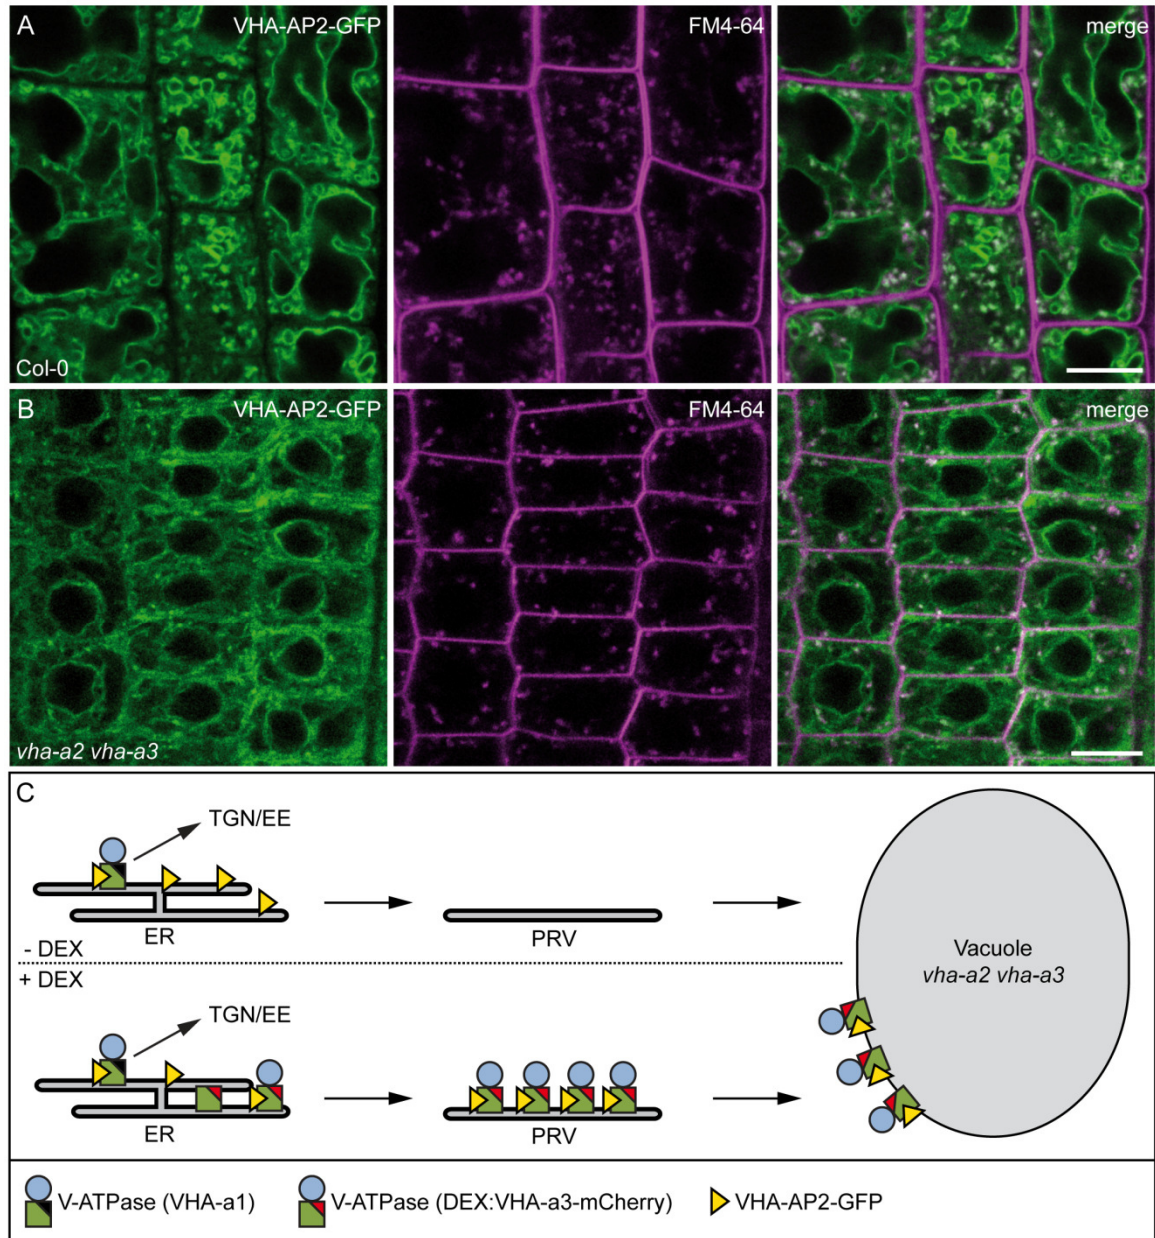 A
VHA-AP2-GFP
FM4-64
merge
Col-0
B
VHA-AP2-GFP
FM4-64
merge
vha-a2 vha-a3
C
TGN/EE
ER
PRV
- DEX
+ DEX
Vacuole
vha-a2 vha-a3
TGN/EE
ER
PRV
V-ATPase (VHA-a1)
V-ATPase (DEX:VHA-a3-mCherry)
VHA-AP2-GFP